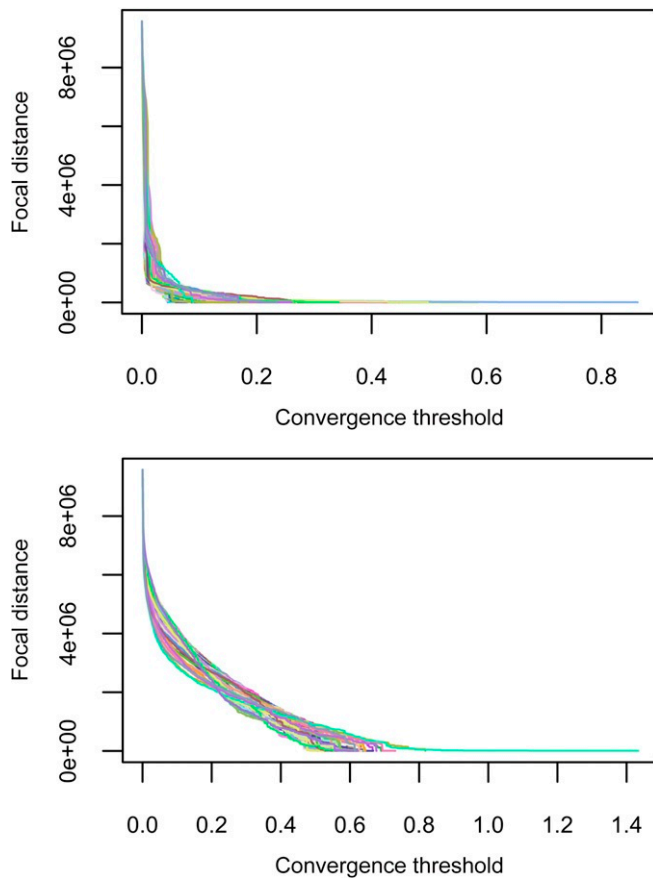 8e+06
4e+06
0e+00
Focal distance
0.0 0.2 0.4 0.6 0.8
Convergence threshold
8e+06
4e+06
0e+00
Focal distance
0.0 0.2 0.4 0.6 0.8 1.0 1.2 1.4
Convergence threshold